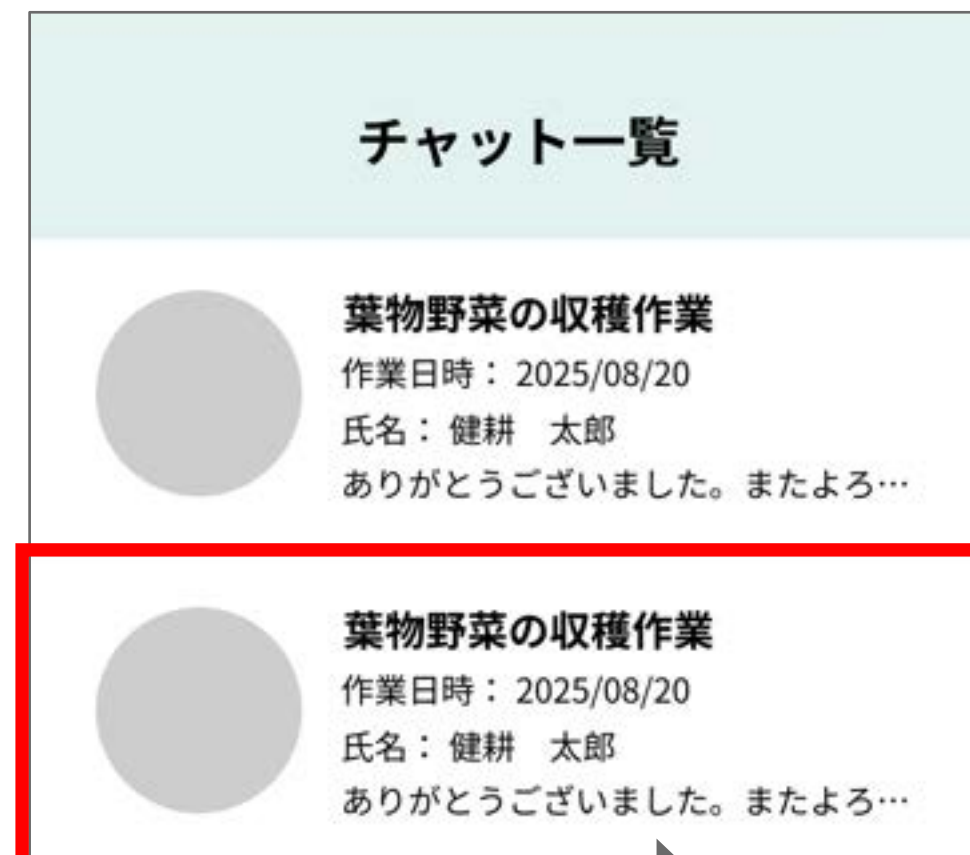 チャット一覧
葉物野菜の収穫作業
作業日時： 2025/08/20
氏名： 健耕　太郎
ありがとうございました。またよろ…
葉物野菜の収穫作業
作業日時： 2025/08/20
氏名： 健耕　太郎
ありがとうございました。またよろ…